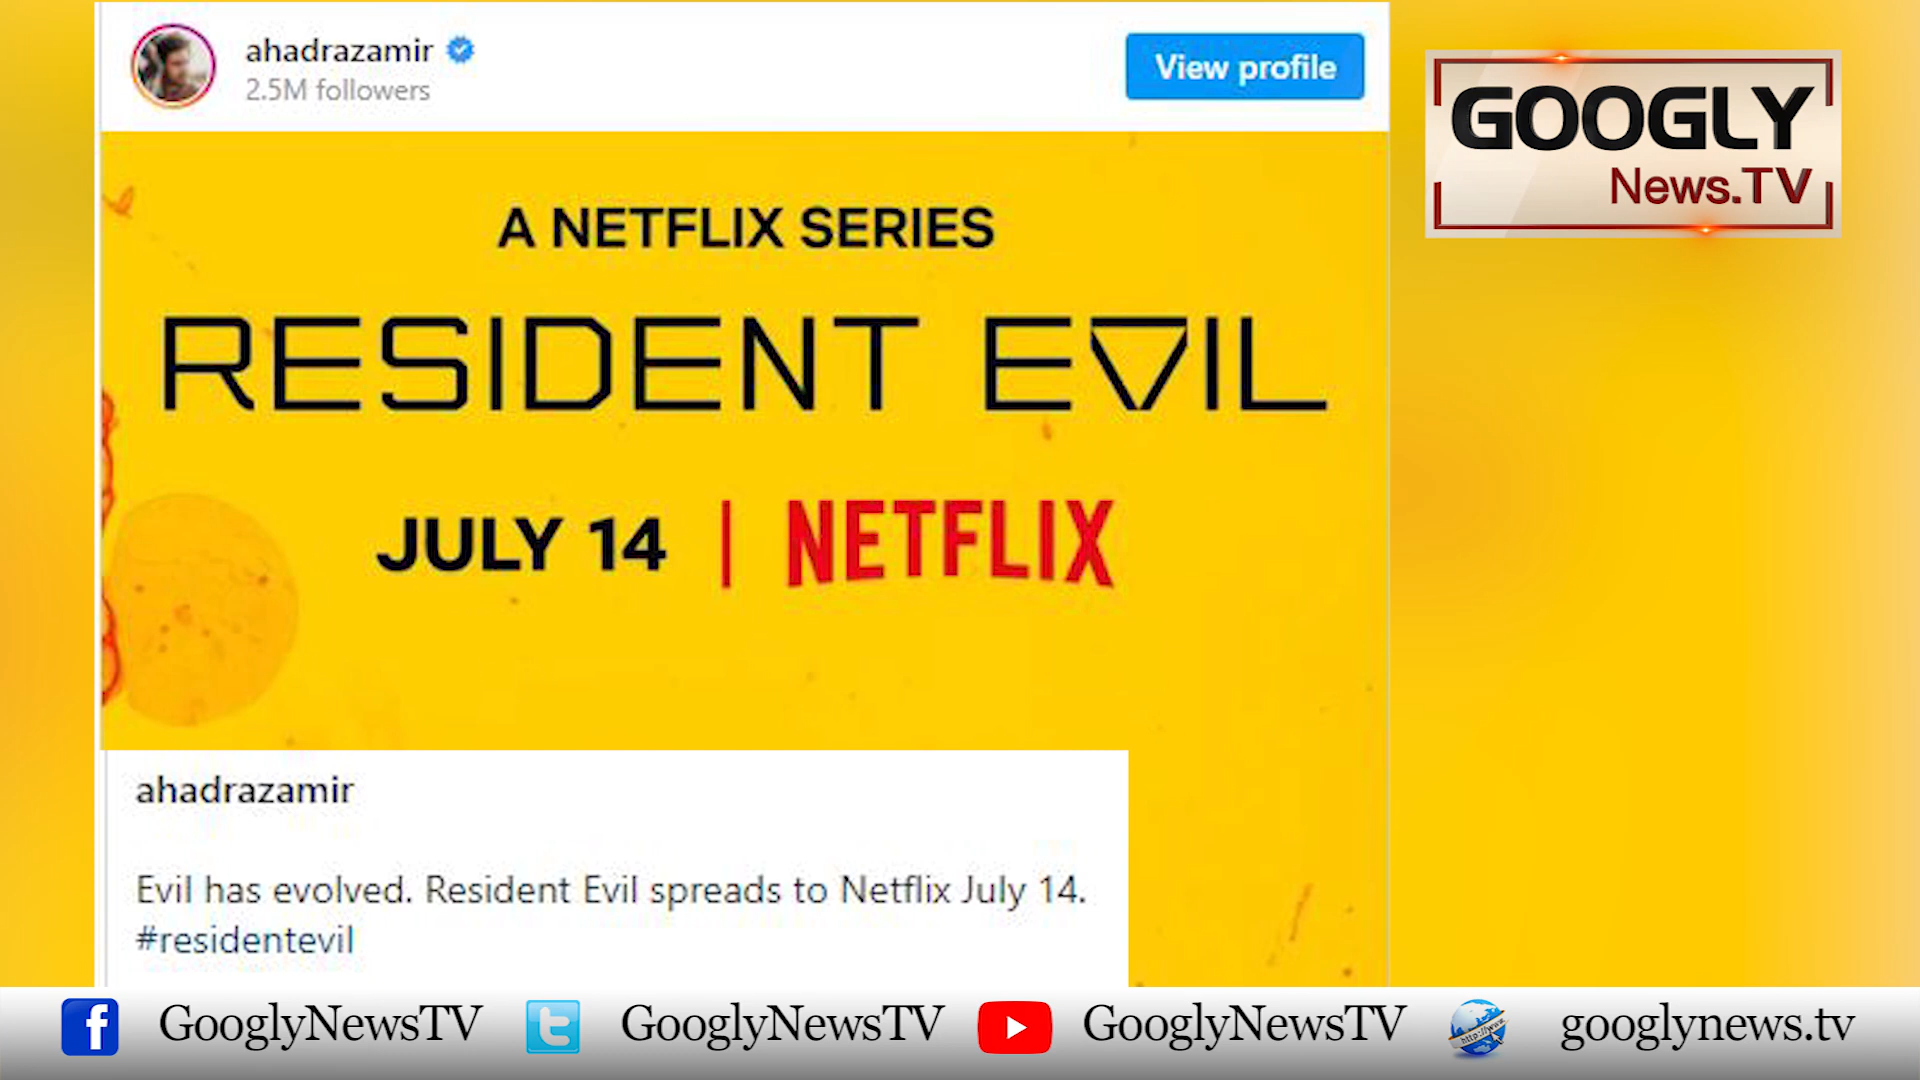 ahadrazamir
2.5M followers
View profile
GOOGLY
News.TV
A NETFLIX SERIES
RESIDENT EVIL
JULY 14 | NETFLIX
ahadrazamir
Evil has evolved. Resident Evil spreads to Netflix July 14.
#residentevil
GooglyNewsTV GooglyNewsTV GooglyNewsTV googlynews.tv